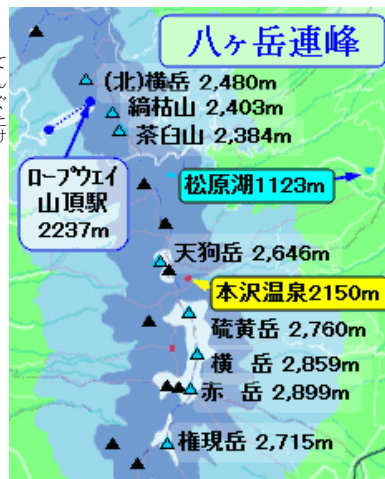 八ヶ岳連峰
(北)横岳 2,480m
縞枯山 2,403m
茶臼山 2,384m
ロープウェイ
山頂駅
2237m
松原湖1123m
天狗岳 2,646m
本沢温泉2150m
硫黄岳 2,760m
横 岳 2,859m
赤 岳 2,899m
権現岳 2,715m